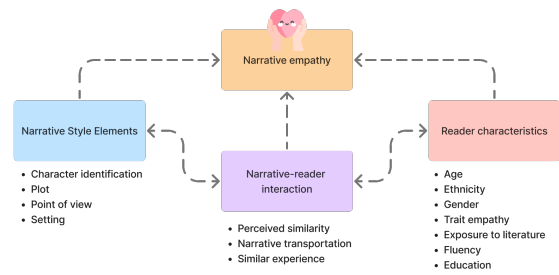 Narrative empathy
Narrative Style Elements
• Character identification
• Plot
• Point of view
• Setting
Narrative-reader
interaction
• Perceived similarity
• Narrative transportation
• Similar experience
Reader characteristics
• Age
• Ethnicity
• Gender
• Trait empathy
• Exposure to literature
• Fluency
• Education